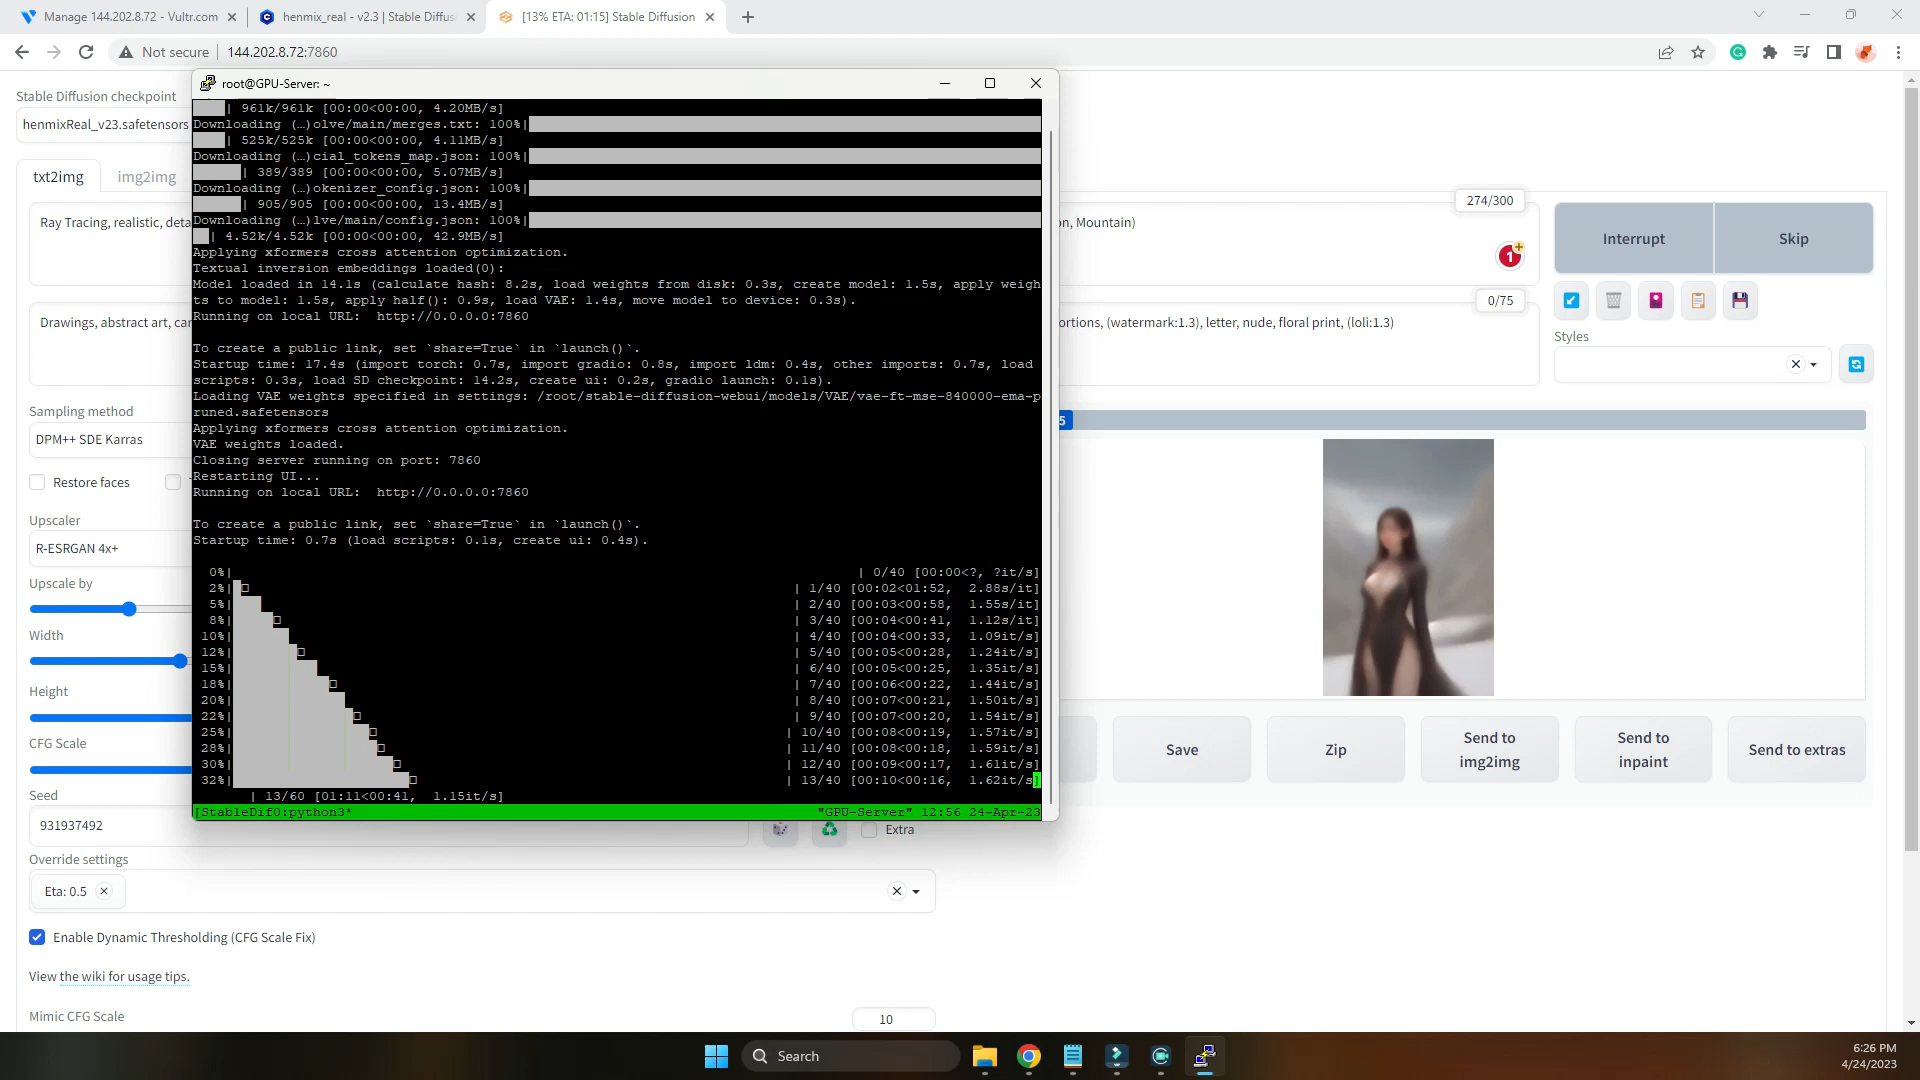 Manage 144.202.8.72 - Vultr.com
henmix_real - v2.3 | Stable Diffus
[13% ETA: 01:15] Stable Diffusion
Not secure
144.202.8.72:7860
root@GPU-Server: ~
Stable Diffusion checkpoint
henmixReal_v23.safetensors
txt2img
img2img
| 961k/961k [00:00<00:00, 4.20MB/s]
Downloading (…)olve/main/merges.txt: 100%|
| 525k/525k [00:00<00:00, 4.11MB/s]
Downloading (…)cial_tokens_map.json: 100%|
| 389/389 [00:00<00:00, 5.07MB/s]
Downloading (…)okenizer_config.json: 100%|
| 905/905 [00:00<00:00, 13.4MB/s]
Downloading (…)lve/main/config.json: 100%|
| 4.52k/4.52k [00:00<00:00, 42.9MB/s]
Applying xformers cross attention optimization.
Textual inversion embeddings loaded(0):
Model loaded in 14.1s (calculate hash: 8.2s, load weights from disk: 0.3s, create model: 1.5s, apply weigh
ts to model: 1.5s, apply half(): 0.9s, load VAE: 1.4s, move model to device: 0.3s).
Running on local URL:  http://0.0.0.0:7860
To create a public link, set `share=True` in `launch()`.
Startup time: 17.4s (import torch: 0.7s, import gradio: 0.8s, import ldm: 0.4s, other imports: 0.7s, load
scripts: 0.3s, load SD checkpoint: 14.2s, create ui: 0.2s, gradio launch: 0.1s).
Loading VAE weights specified in settings: /root/stable-diffusion-webui/models/VAE/vae-ft-mse-840000-ema-p
runed.safetensors
Applying xformers cross attention optimization.
VAE weights loaded.
Closing server running on port: 7860
Restarting UI...
Running on local URL:  http://0.0.0.0:7860
To create a public link, set `share=True` in `launch()`.
Startup time: 0.7s (load scripts: 0.1s, create ui: 0.4s).
0%| | 0/40 [00:00<?, ?it/s]
2%| | 1/40 [00:02<01:52,  2.88s/it]
5%| | 2/40 [00:03<00:58,  1.55s/it]
8%| | 3/40 [00:04<00:41,  1.12s/it]
10%| | 4/40 [00:04<00:33,  1.09it/s]
12%| | 5/40 [00:05<00:28,  1.24it/s]
15%| | 6/40 [00:05<00:25,  1.35it/s]
18%| | 7/40 [00:06<00:22,  1.44it/s]
20%| | 8/40 [00:07<00:21,  1.50it/s]
22%| | 9/40 [00:07<00:20,  1.54it/s]
25%| | 10/40 [00:08<00:19,  1.57it/s]
28%| | 11/40 [00:08<00:18,  1.59it/s]
30%| | 12/40 [00:09<00:17,  1.61it/s]
32%| | 13/40 [00:10<00:16,  1.62it/s]
| 13/60 [01:11<00:41,  1.15it/s]
[StableDif0:python3* "GPU-Server" 12:56 24-Apr-23
Ray Tracing, realistic, deta
on, Mountain)
274/300
1
Drawings, abstract art, car
ortions, (watermark:1.3), letter, nude, floral print, (loli:1.3)
0/75
Interrupt
Skip
Styles
Sampling method
DPM++ SDE Karras
Restore faces
Upscaler
R-ESRGAN 4x+
Upscale by
Width
Height
CFG Scale
Seed
931937492
Extra
Override settings
Eta: 0.5
Enable Dynamic Thresholding (CFG Scale Fix)
View the wiki for usage tips.
Mimic CFG Scale
10
5
Save
Zip
Send to
img2img
Send to
inpaint
Send to extras
Search
6:26 PM
4/24/2023